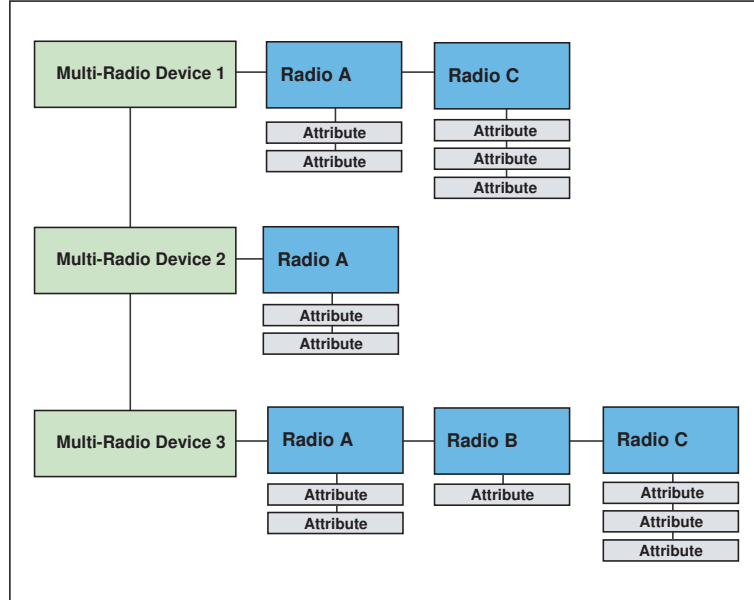 Multi-Radio Device 1
Radio A
Radio C
Attribute
Attribute
Attribute
Attribute
Attribute
Multi-Radio Device 2
Radio A
Attribute
Attribute
Multi-Radio Device 3
Radio A
Radio B
Radio C
Attribute
Attribute
Attribute
Attribute
Attribute
Attribute